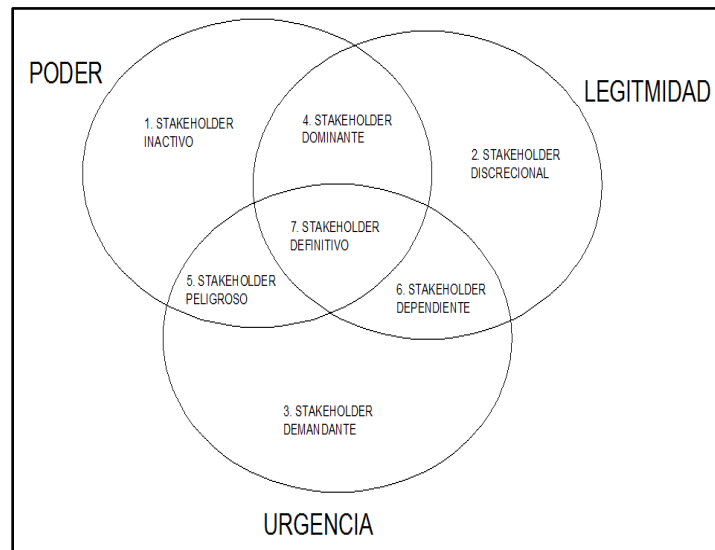 PODER
LEGITMIDAD
1. STAKEHOLDER
INACTIVO
4. STAKEHOLDER
DOMINANTE
2. STAKEHOLDER
DISCRECIONAL
7. STAKEHOLDER
DEFINITIVO
5. STAKEHOLDER
PELIGROSO
6. STAKEHOLDER
DEPENDIENTE
3. STAKEHOLDER
DEMANDANTE
URGENCIA